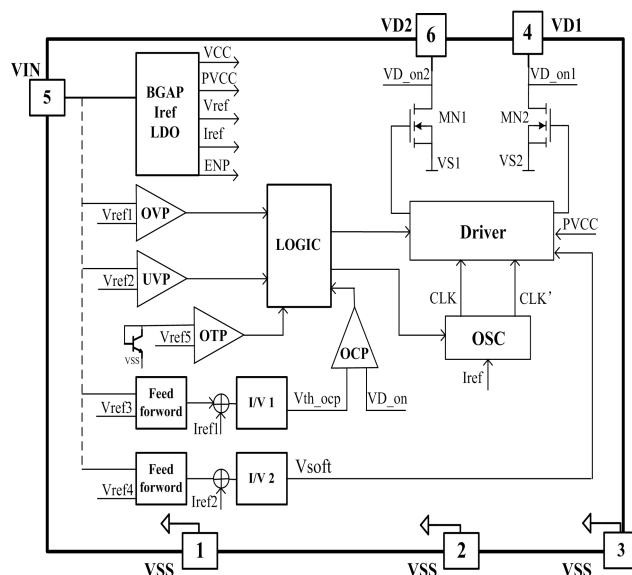 VD2
VD1
6
4
VIN
5
VCC
PVCC
Vref
Iref
ENP
BGAP
Iref
LDO
VD_on2
VD_on1
MN1
MN2
VS1
VS2
OVP
Vref1
LOGIC
Driver
PVCC
UVP
Vref2
CLK
CLK'
OTP
Vref5
VSS
OCP
OSC
Iref
Feed
forword
I/V 1
Vth_ocp
VD_on
Vref3
Iref1
Feed
forword
I/V 2
Vsoft
Vref4
Iref2
1
2
3
VSS
VSS
VSS